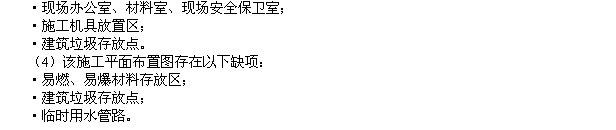 ·现场办公室、材料室、现场安全保卫室；
·施工机具放置区；
·建筑垃圾存放点。
（4）该施工平面布置图存在以下缺项：
·易燃、易爆材料存放区；
·建筑垃圾存放点；
·临时用水管路。